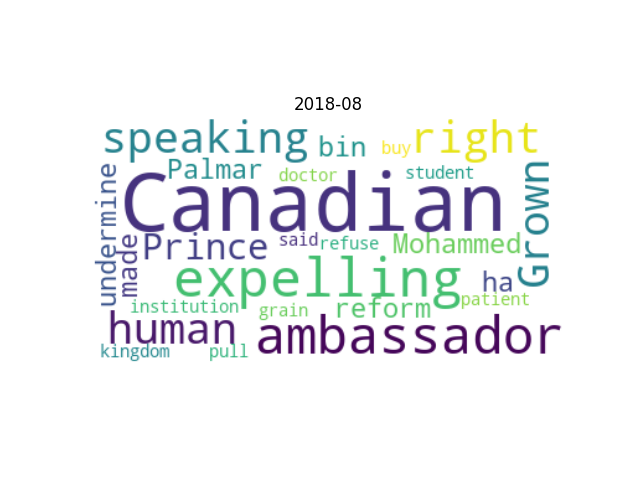 2018-08
speaking bin buy right
Palmar doctor student
undermine Canadian Grown
made Prince said refuse Mohammed
expelling ha
institution grain reform patient
human ambassador
kingdom pull